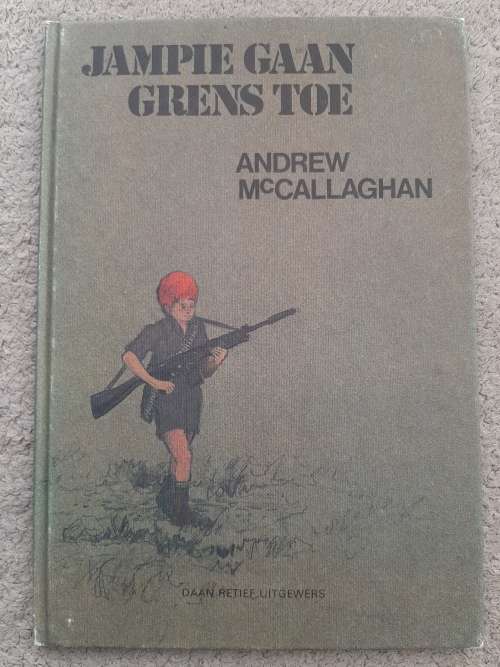 JAMPIE GAAN
GRENS TOE
ANDREW
McCALLAGHAN
DAAN RETIEF UITGEWERS